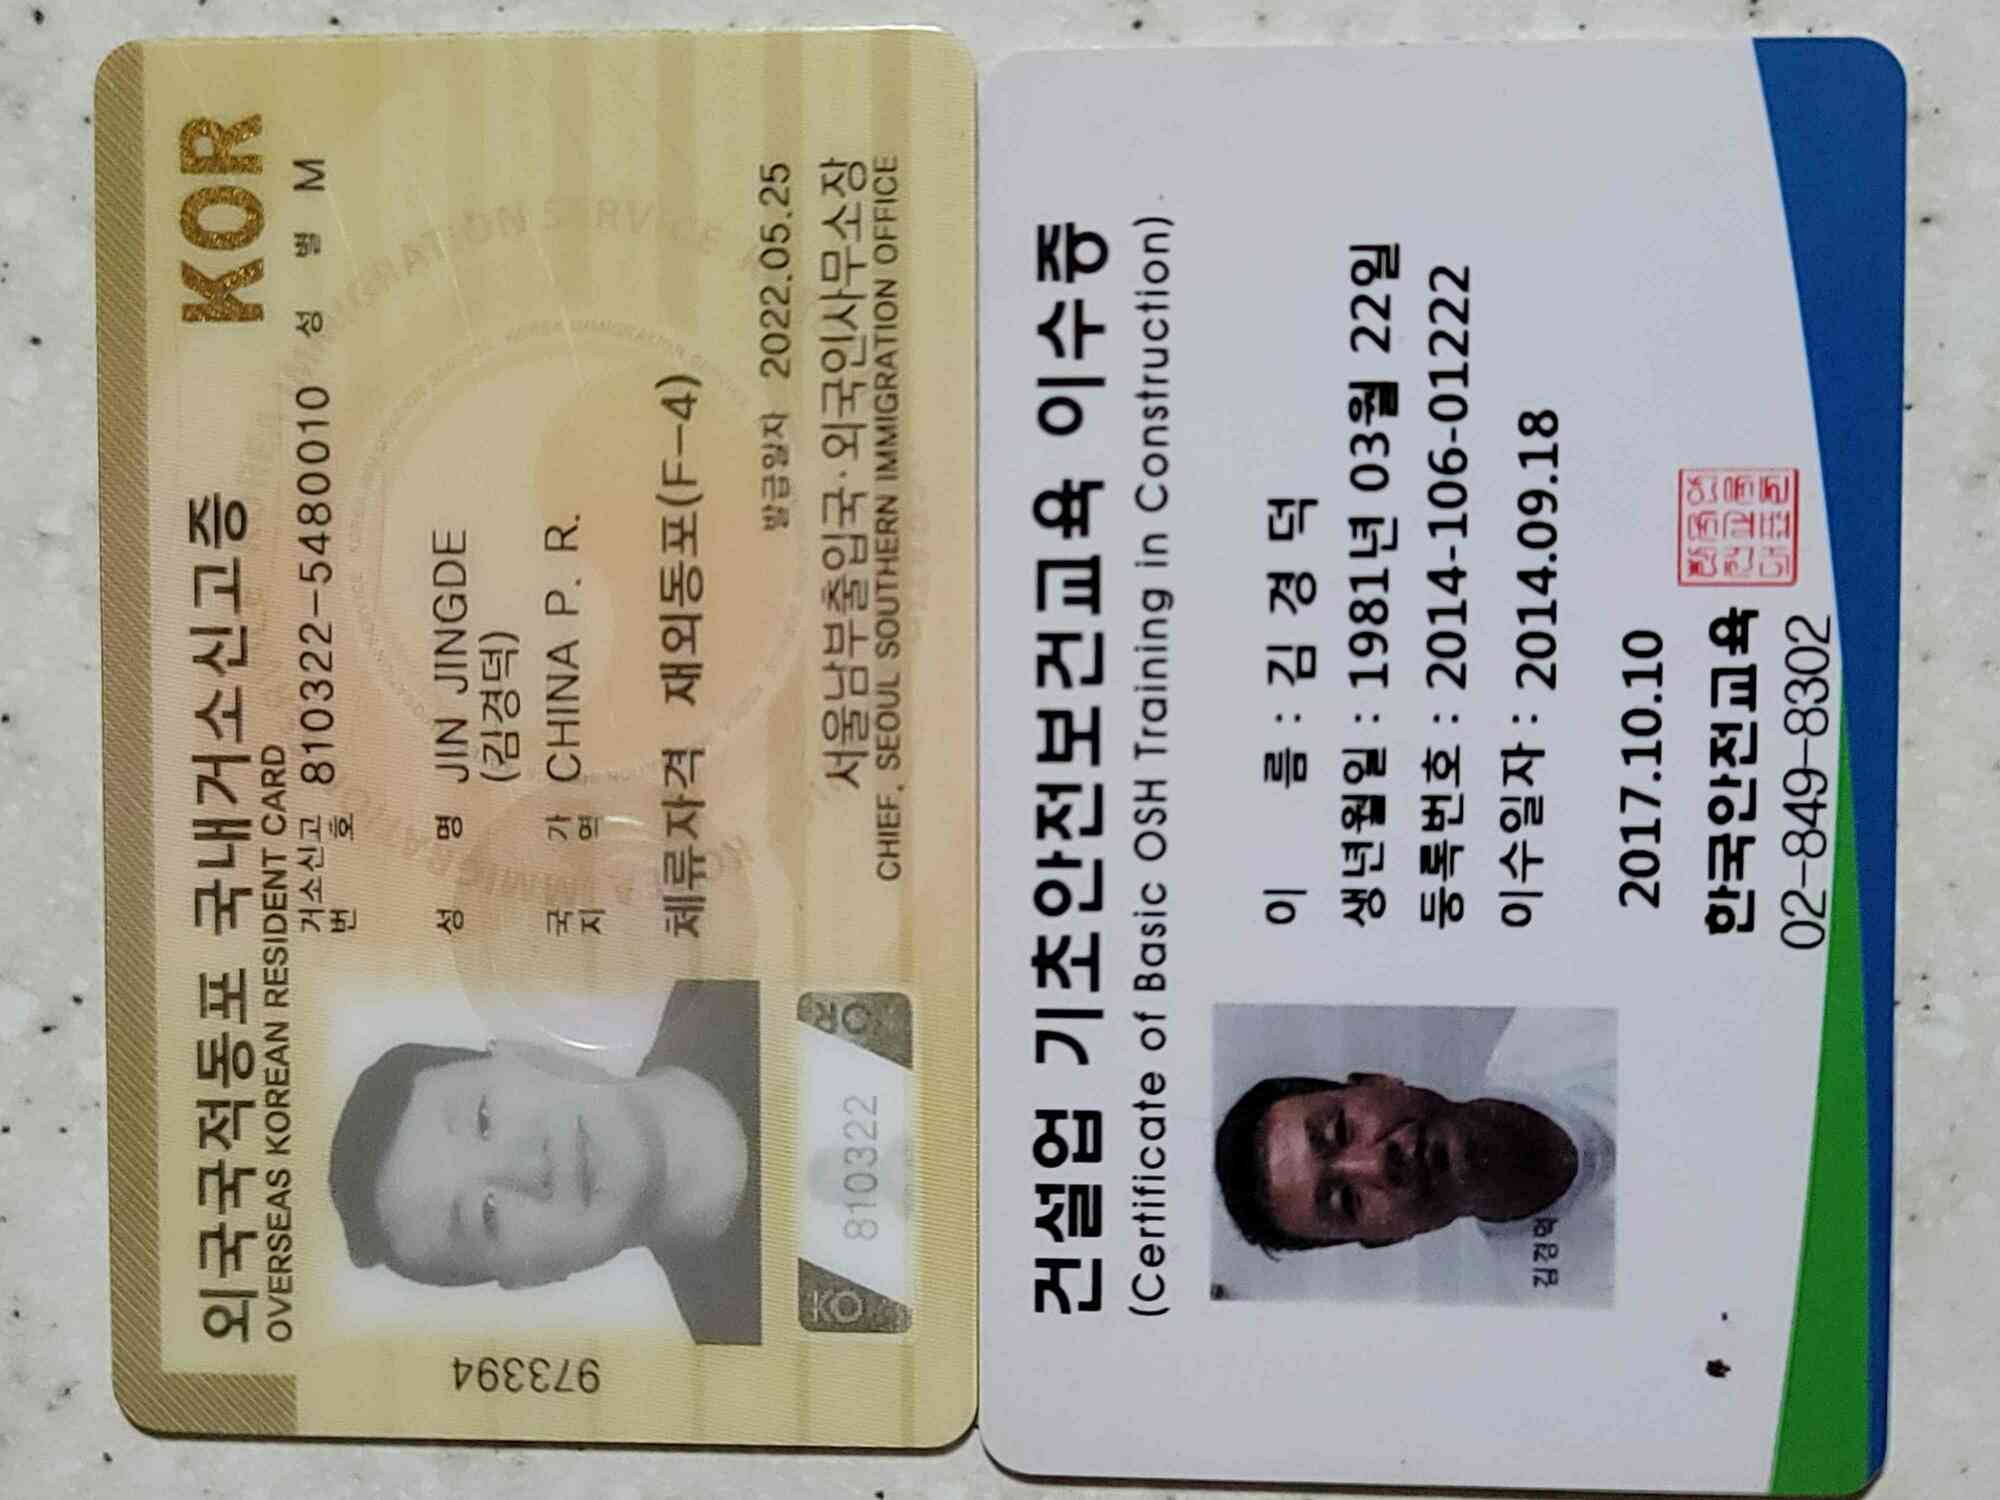 외국국적동포 국내거소신고증
KOR
OVERSEAS KOREAN RESIDENT CARD
거소신고번호 810322-5480010 성별 M
성명 JIN JINGDE
(김경덕)
국가지역 CHINA P. R.
체류자격 재외동포(F-4)
발급일자 2022.05.25
서울남부출입국·외국인사무소장
CHIEF, SEOUL SOUTHERN IMMIGRATION OFFICE
973394
KO 810322 OR
건설업 기초안전보건교육 이수증
(Certificate of Basic OSH Training in Construction)
이 름 : 김 경 덕
생년월일 : 1981년 03월 22일
등록번호 : 2014-106-01222
이수일자 : 2014.09.18
2017.10.10
한국안전교육
02-849-8302
김경덕